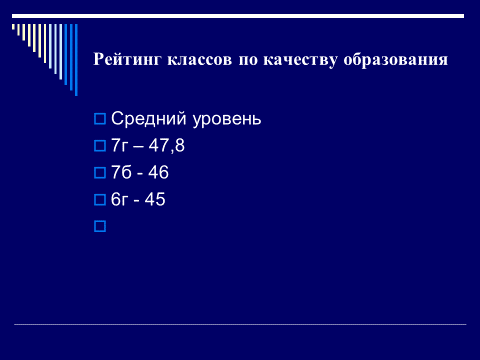 Рейтинг классов по качеству образования
Средний уровень
7г – 47,8
7б - 46
6г - 45